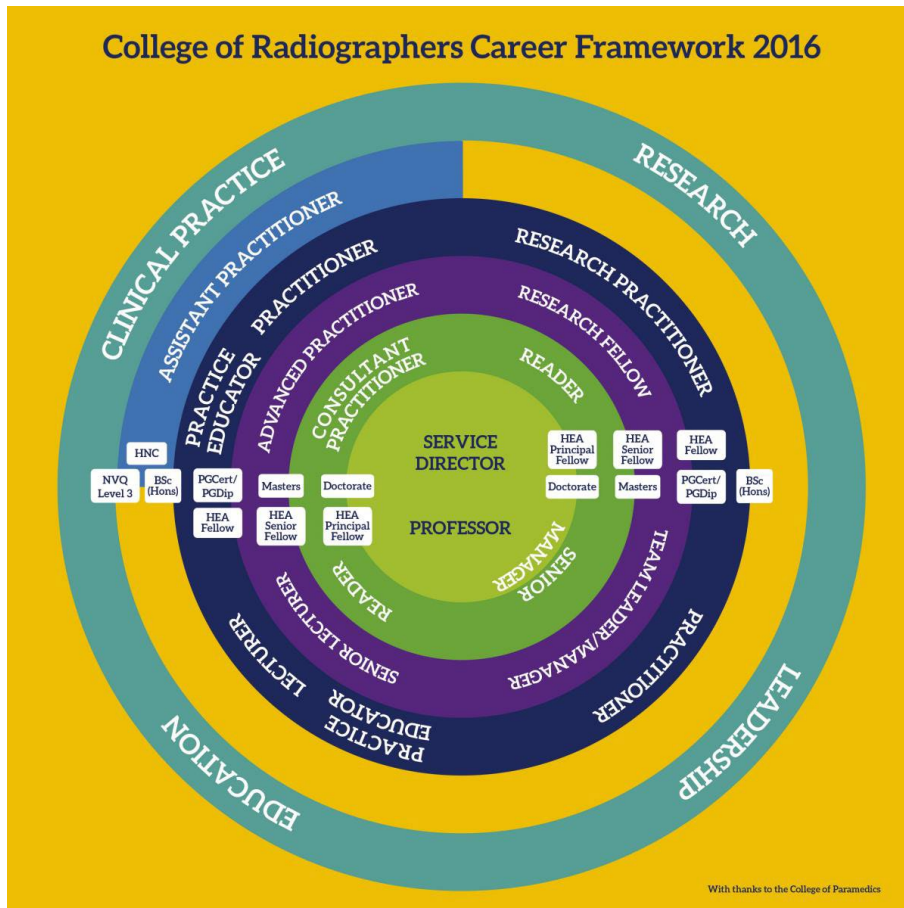 College of Radiographers Career Framework 2016
CLINICAL PRACTICE
RESEARCH
ASSISTANT PRACTITIONER
PRACTITIONER
RESEARCH PRACTITIONER
PRACTICE
EDUCATOR
ADVANCED PRACTITIONER
RESEARCH FELLOW
CONSULTANT
PRACTITIONER
READER
SERVICE
DIRECTOR
HNC
NVQ
Level 3
BSc
(Hons)
PGCert/
PGDip
HEA
Fellow
Masters
HEA
Senior
Fellow
Doctorate
HEA
Principal
Fellow
HEA
Principal
Fellow
Doctorate
HEA
Senior
Fellow
Masters
HEA
Fellow
PGCert/
PGDip
BSc
(Hons)
PROFESSOR
READER
SENIOR
MANAGER
SENIOR LECTURER
TEAM LEADER/MANAGER
LECTURER
PRACTICE
EDUCATOR
PRACTITIONER
EDUCATION
LEADERSHIP
With thanks to the College of Paramedics